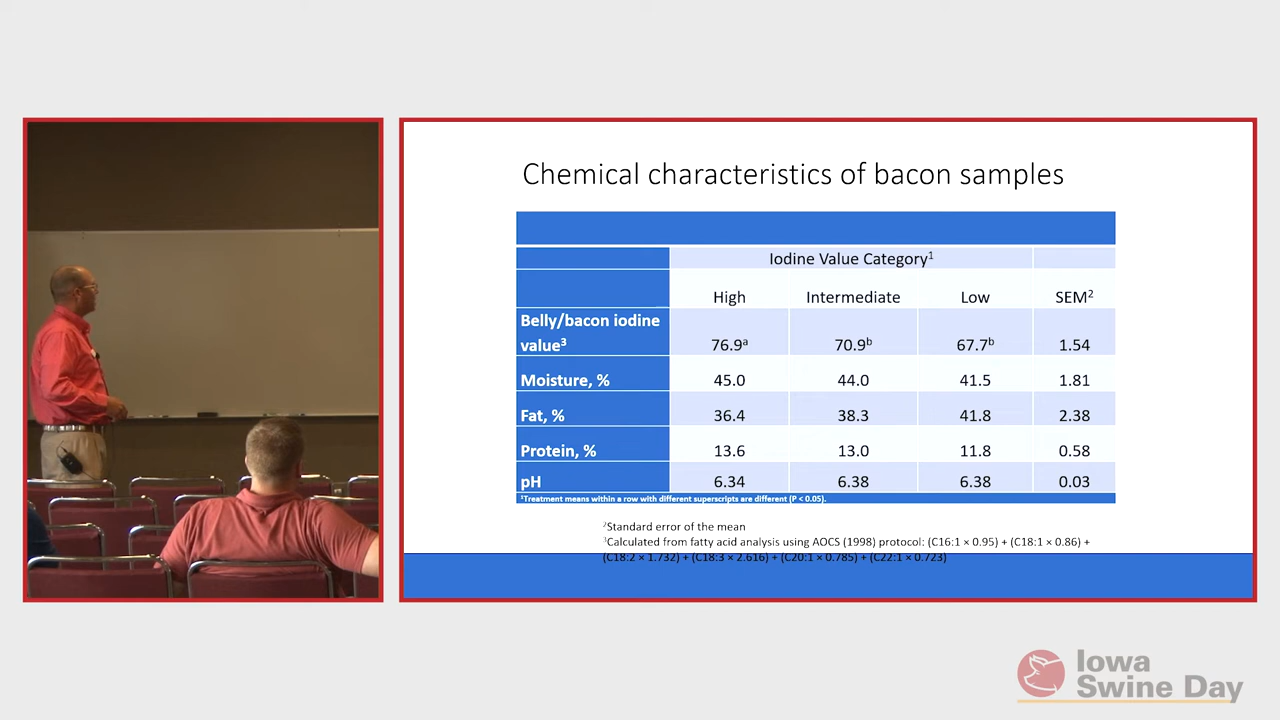 Chemical characteristics of bacon samples
Iodine Value Category¹
High Intermediate Low SEM²
Belly/bacon iodine
value³ 76.9ᵃ 70.9ᵇ 67.7ᵇ 1.54
Moisture, % 45.0 44.0 41.5 1.81
Fat, % 36.4 38.3 41.8 2.38
Protein, % 13.6 13.0 11.8 0.58
pH 6.34 6.38 6.38 0.03
¹Treatment means within a row with different superscripts are different (P < 0.05).
²Standard error of the mean
³Calculated from fatty acid analysis using AOCS (1998) protocol: (C16:1 × 0.95) + (C18:1 × 0.86) +
(C18:2 × 1.732) + (C18:3 × 2.616) + (C20:1 × 0.785) + (C22:1 × 0.723)
Iowa
Swine Day